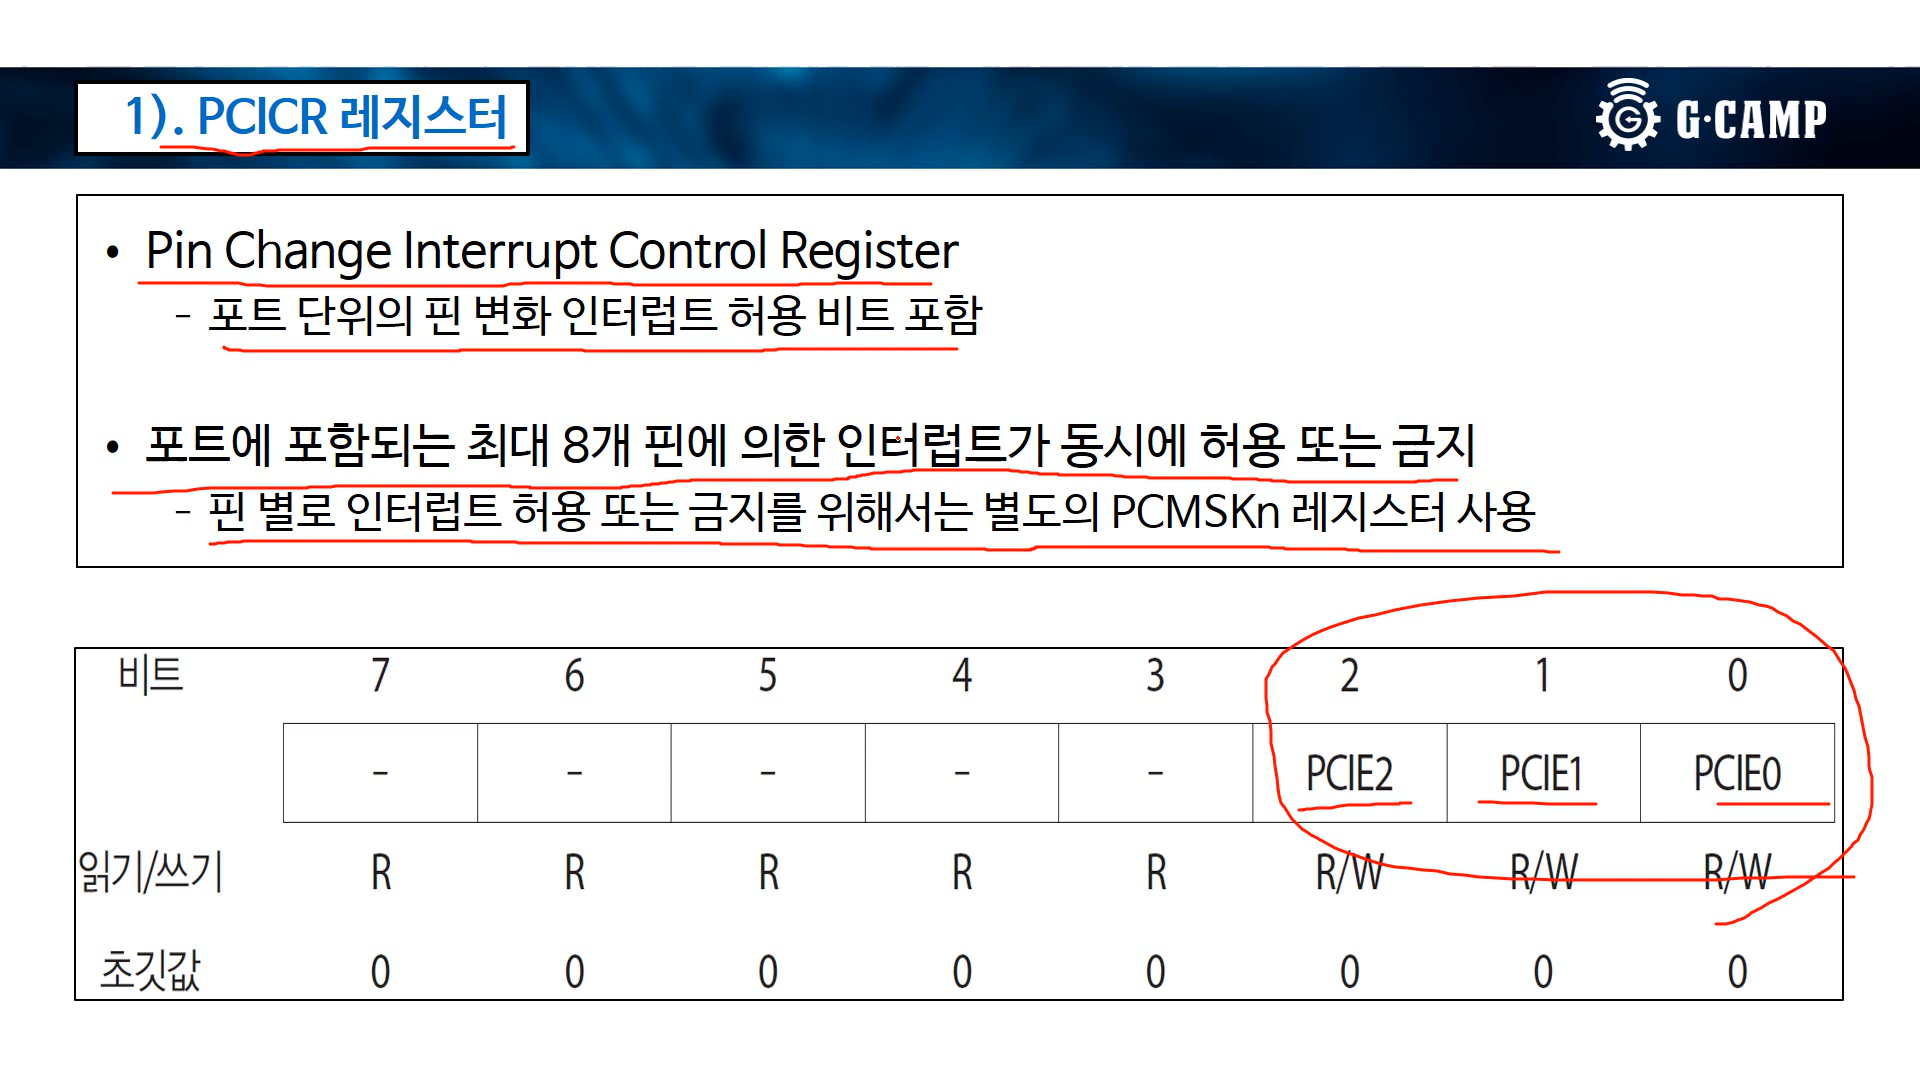 1). PCICR 레지스터
G·CAMP
• Pin Change Interrupt Control Register
- 포트 단위의 핀 변화 인터럽트 허용 비트 포함
• 포트에 포함되는 최대 8개 핀에 의한 인터럽트가 동시에 허용 또는 금지
- 핀 별로 인터럽트 허용 또는 금지를 위해서는 별도의 PCMSKn 레지스터 사용
비트 7 6 5 4 3 2 1 0
- - - - - PCIE2 PCIE1 PCIE0
읽기/쓰기 R R R R R R/W R/W R/W
초깃값 0 0 0 0 0 0 0 0